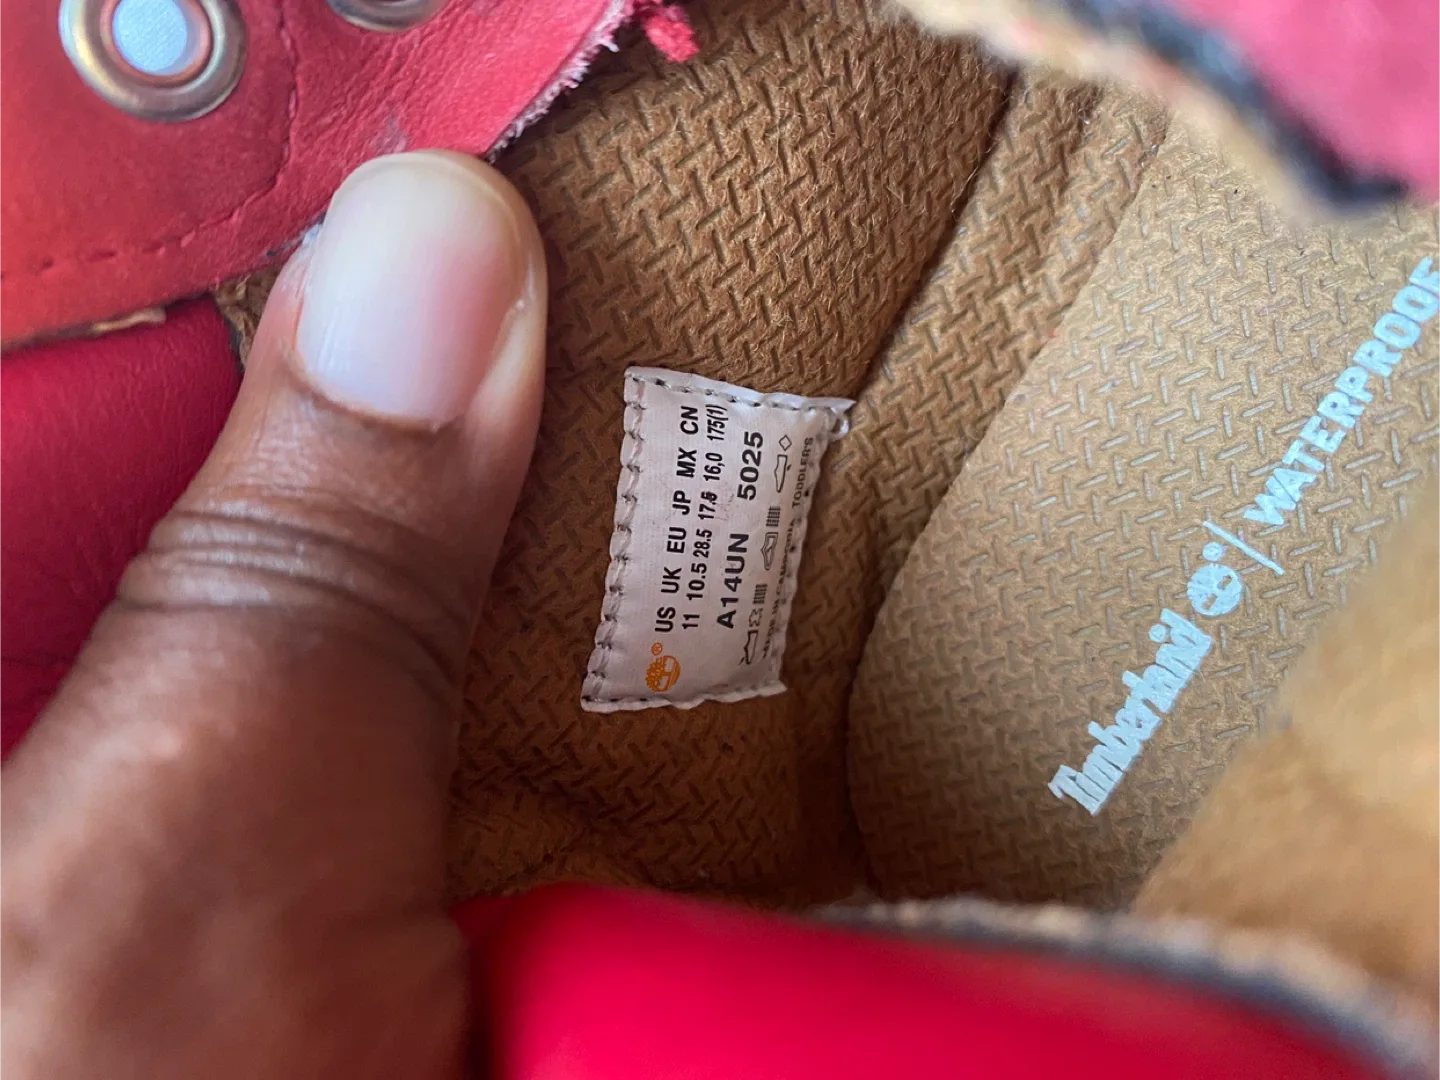 US UK EU JP MX CN
11 10.5 28.5 17.5 16,0 175(1)
A14UN 5025
TODDLER'S
Timberland ® / WATERPROOF